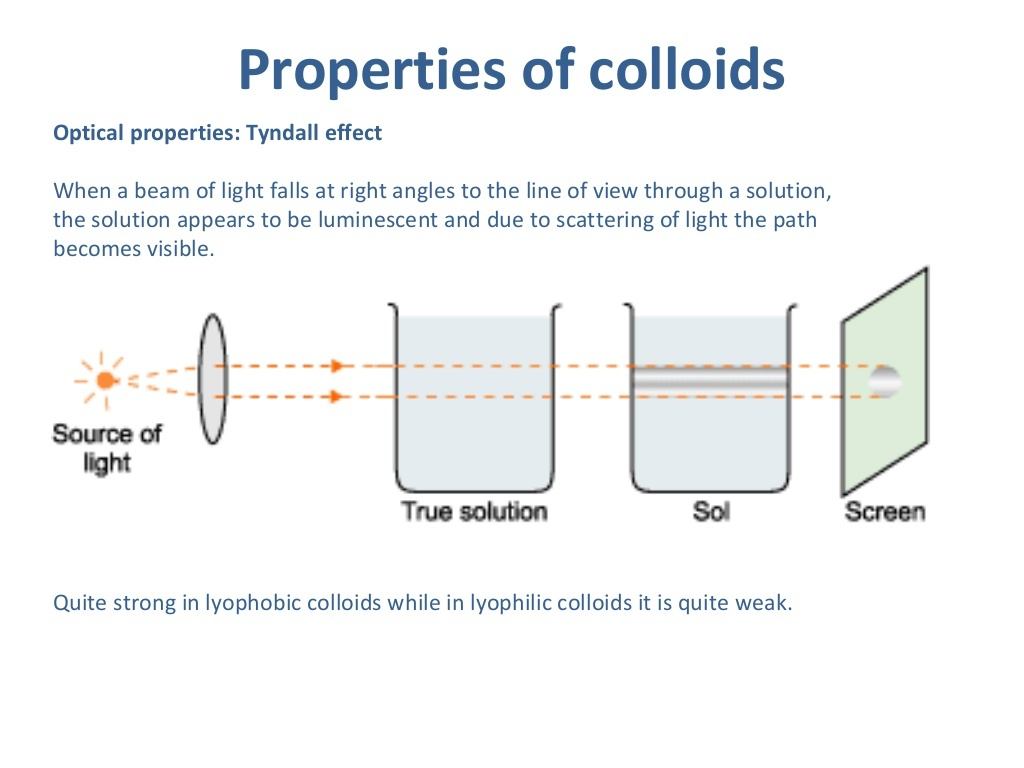 Properties of colloids
Optical properties: Tyndall effect
When a beam of light falls at right angles to the line of view through a solution,
the solution appears to be luminescent and due to scattering of light the path
becomes visible.
Source of
light
True solution
Sol
Screen
Quite strong in lyophobic colloids while in lyophilic colloids it is quite weak.